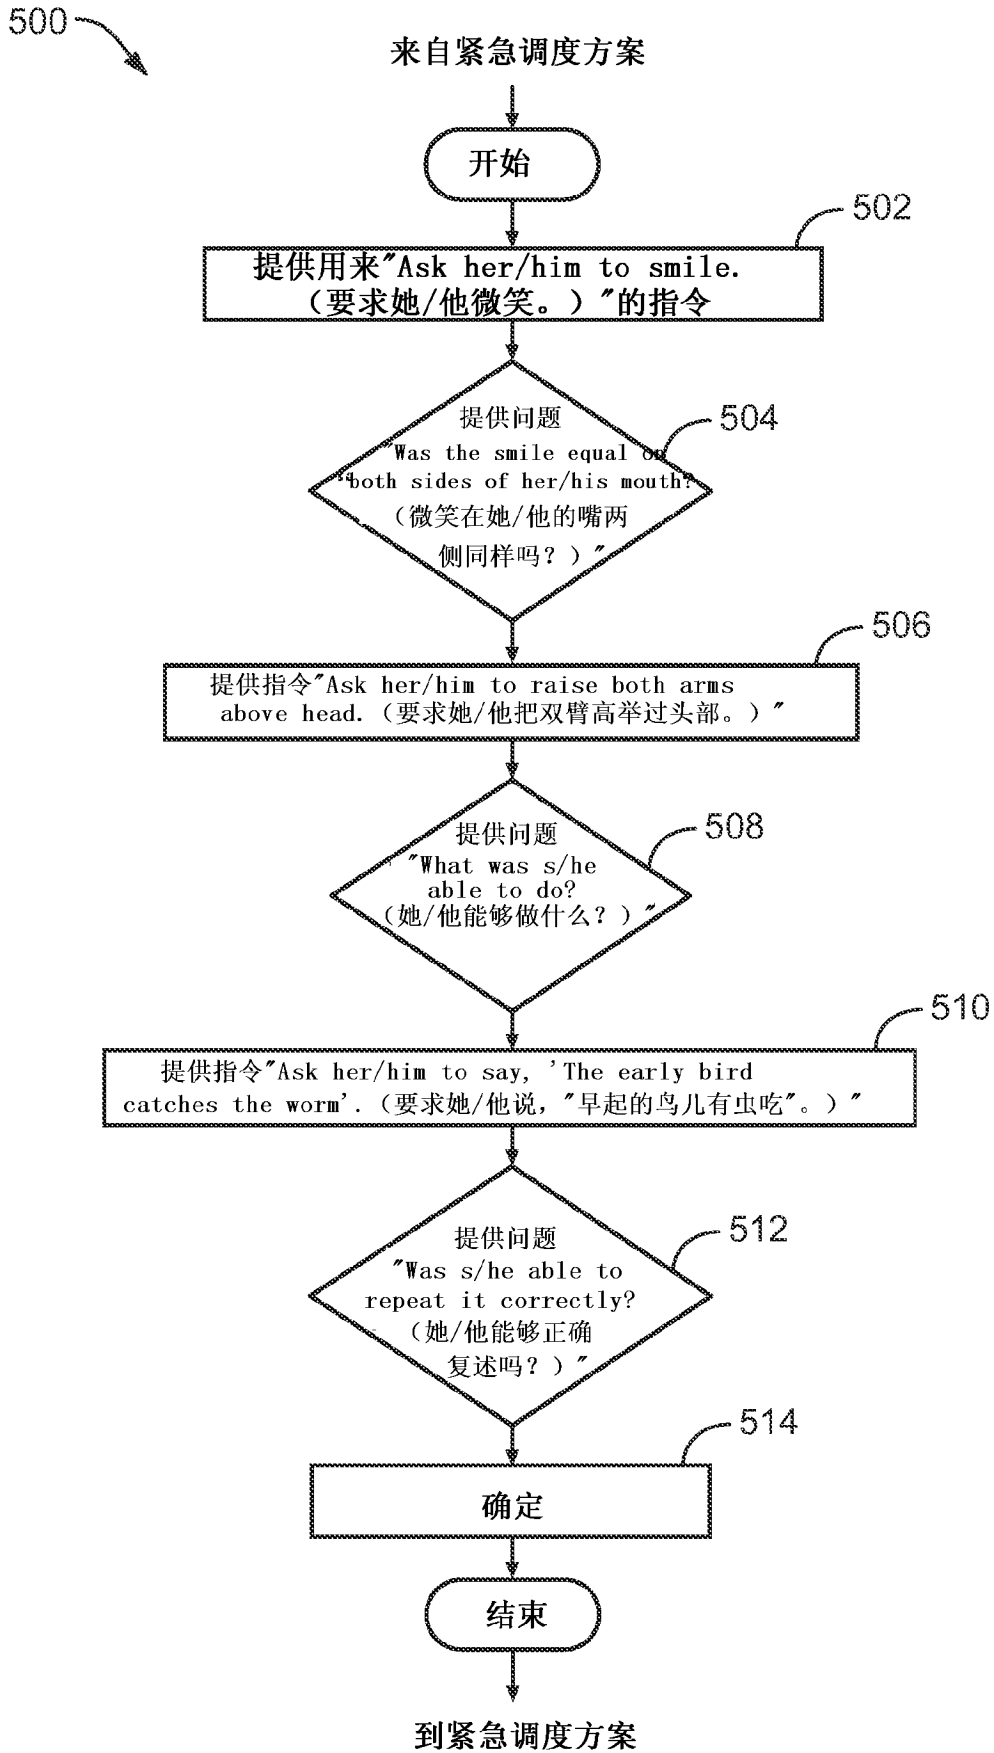 500
来自紧急调度方案
开始
502
提供用来"Ask her/him to smile.
（要求她/他微笑。）"的指令
504
提供问题
"Was the smile equal on
"both sides of her/his mouth?
（微笑在她/他的嘴两
侧同样吗？）"
506
提供指令"Ask her/him to raise both arms
above head.（要求她/他把双臂高举过头部。）"
508
提供问题
"What was s/he
able to do?
（她/他能够做什么？）"
510
提供指令"Ask her/him to say, 'The early bird
catches the worm'.（要求她/他说，"早起的鸟儿有虫吃"。）"
512
提供问题
"Was s/he able to
repeat it correctly?
（她/他能够正确
复述吗？）"
514
确定
结束
到紧急调度方案